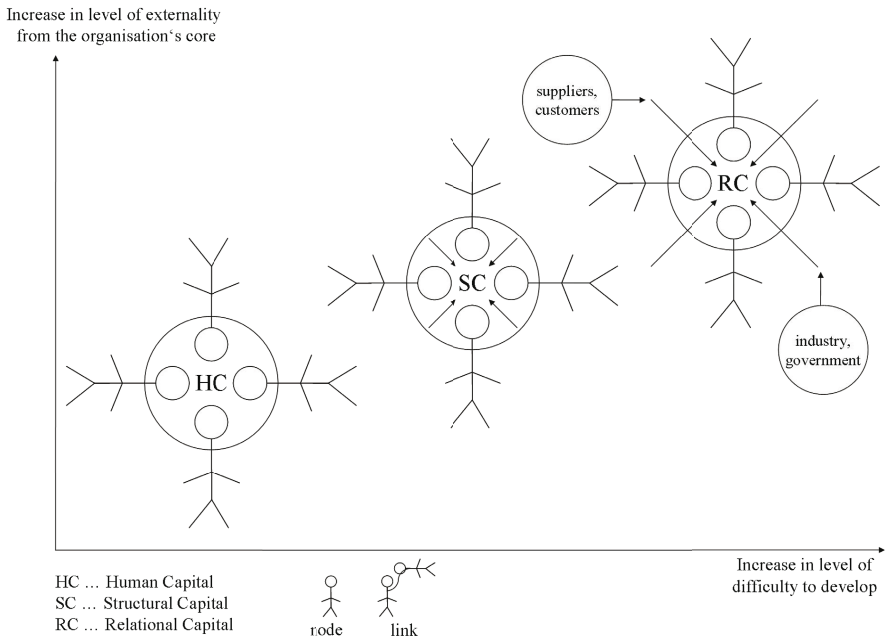 Increase in level of externality
from the organisation‘s core
suppliers,
customers
RC
SC
HC
industry,
government
Increase in level of
difficulty to develop
HC ... Human Capital
SC ... Structural Capital
RC ... Relational Capital
node
link